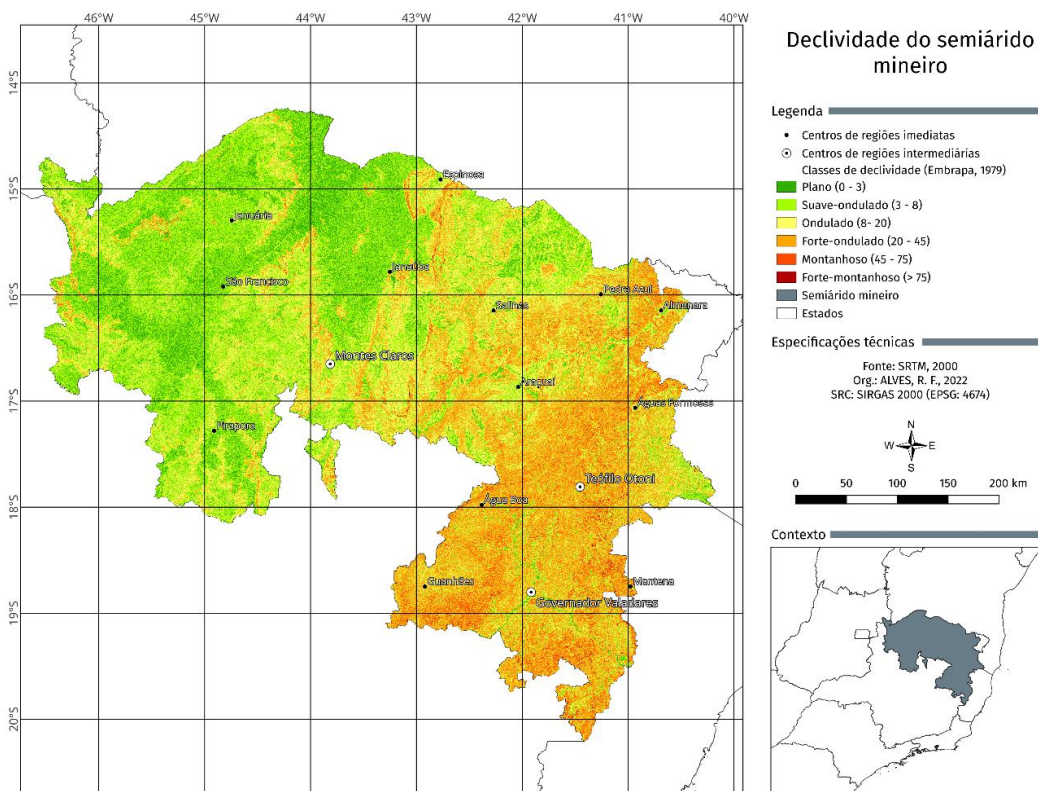 46°W 45°W 44°W 43°W 42°W 41°W 40°W
14°S
15°S
16°S
17°S
18°S
19°S
20°S
Espinosa
Januária
Janaúba
São Francisco
Pedra Azul
Salinas
Almenara
Montes Claros
Araçuaí
Águas Formosas
Pirapora
Teófilo Otoni
Água Boa
Guanhães
Mantena
Governador Valadares
Declividade do semiárido
mineiro
Legenda
Centros de regiões imediatas
Centros de regiões intermediárias
Classes de declividade (Embrapa, 1979)
Plano (0 - 3)
Suave-ondulado (3 - 8)
Ondulado (8- 20)
Forte-ondulado (20 - 45)
Montanhoso (45 - 75)
Forte-montanhoso (> 75)
Semiárido mineiro
Estados
Especificações técnicas
Fonte: SRTM, 2000
Org.: ALVES, R. F., 2022
SRC: SIRGAS 2000 (EPSG: 4674)
N
W E
S
0 50 100 150 200 km
Contexto